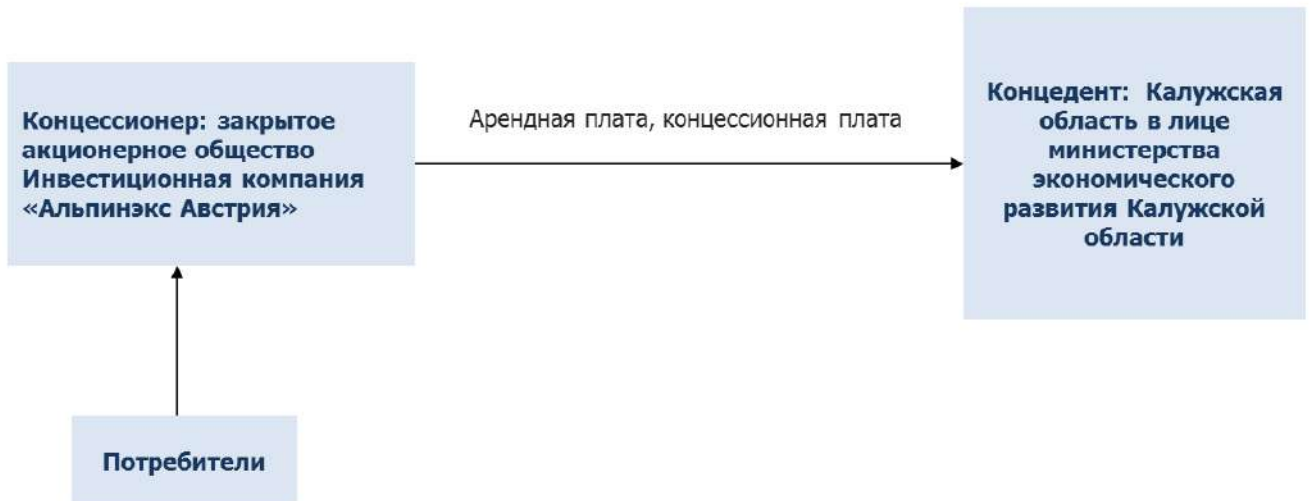 Концессионер: закрытое
акционерное общество
Инвестиционная компания
«Альпинэкс Австрия»
Арендная плата, концессионная плата
Концедент: Калужская
область в лице
министерства
экономического
развития Калужской
области
Потребители